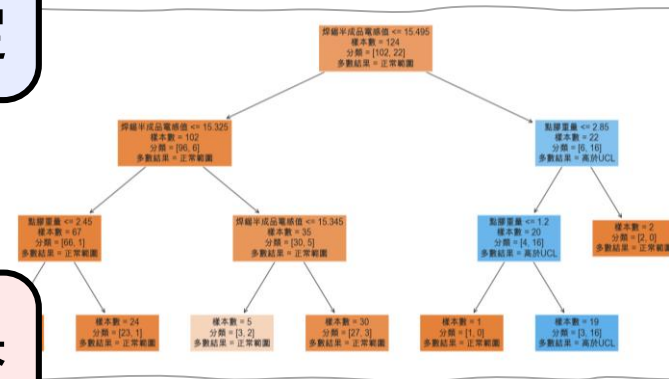 焊錫半成品電感值 <= 15.495
樣本數 = 124
分類 = [102, 22]
多數結果 = 正常範圍
焊錫半成品電感值 <= 15.325
樣本數 = 102
分類 = [96, 6]
多數結果 = 正常範圍
點膠重量 <= 2.85
樣本數 = 22
分類 = [6, 16]
多數結果 = 高於UCL
點膠重量 <= 2.45
樣本數 = 67
分類 = [66, 1]
多數結果 = 正常範圍
焊錫半成品電感值 <= 15.345
樣本數 = 35
分類 = [30, 5]
多數結果 = 正常範圍
點膠重量 <= 1.2
樣本數 = 20
分類 = [4, 16]
多數結果 = 高於UCL
樣本數 = 2
分類 = [2, 0]
多數結果 = 正常範圍
樣本數 = 24
分類 = [23, 1]
多數結果 = 正常範圍
樣本數 = 5
分類 = [3, 2]
多數結果 = 正常範圍
樣本數 = 30
分類 = [27, 3]
多數結果 = 正常範圍
樣本數 = 1
分類 = [1, 0]
多數結果 = 正常範圍
樣本數 = 19
分類 = [3, 16]
多數結果 = 高於UCL